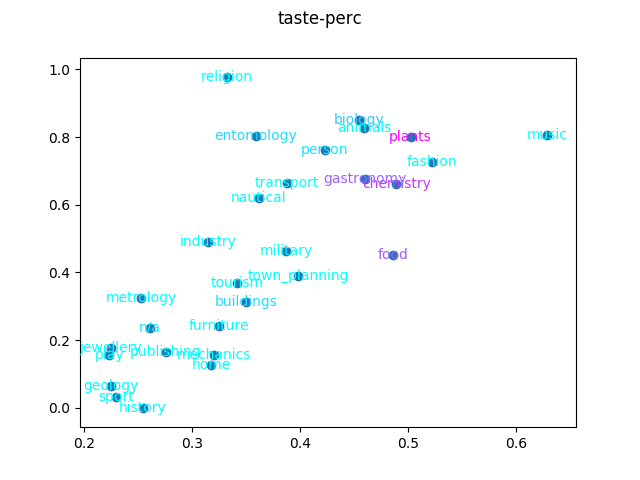 taste-perc
1.0
religion
biology
animals
0.8
entomology
plants
music
person
fashion
transport
gastronomy
chemistry
0.6
nautical
industry
military
food
0.4
town_planning
tourism
metrology
buildings
n/a
furniture
0.2
jewellery
play
publishing
mechanics
home
geology
sport
0.0
history
0.2
0.3
0.4
0.5
0.6